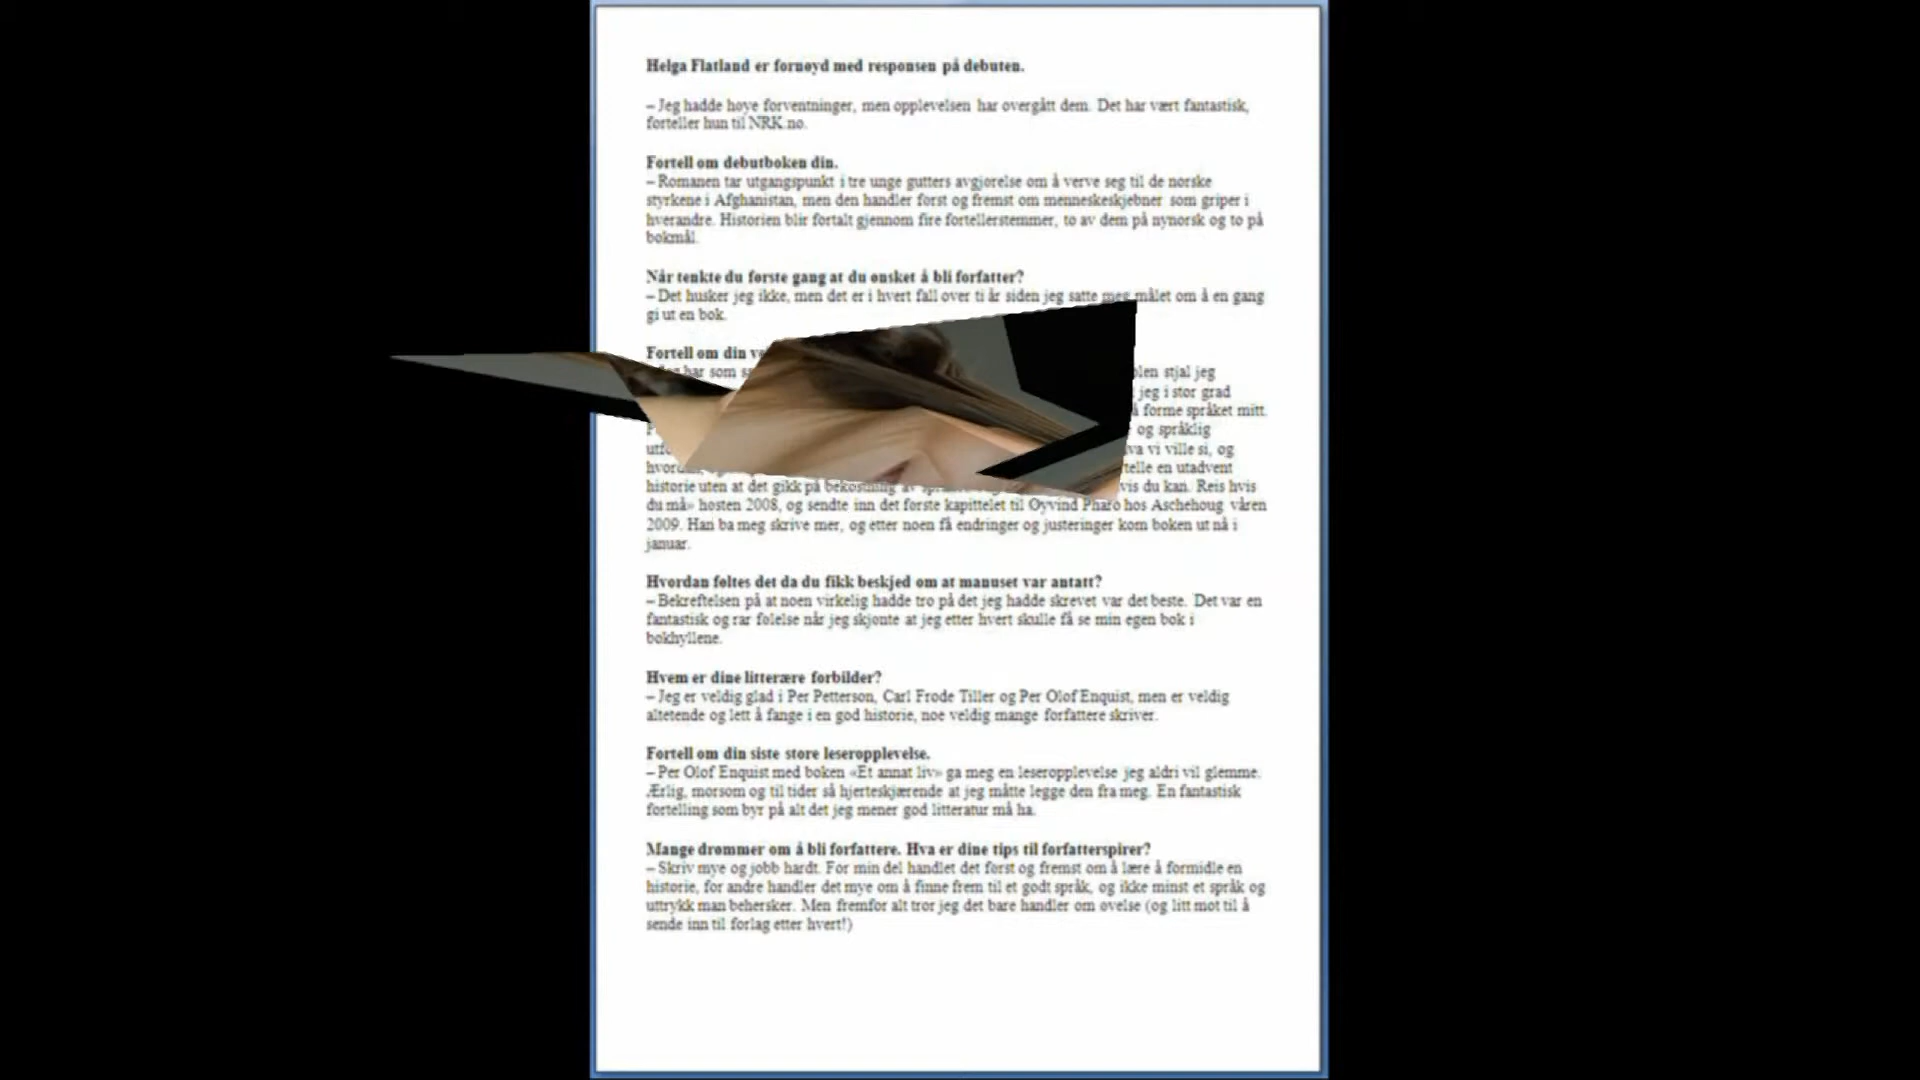 Helga Flatland er fornøyd med responsen på debuten.
– Jeg hadde høye forventninger, men opplevelsen har overgått dem. Det har vært fantastisk,
forteller hun til NRK.no.
Fortell om debutboken din.
– Romanen tar utgangspunkt i tre unge gutters avgjørelse om å verve seg til de norske
styrkene i Afghanistan, men den handler først og fremst om menneskeskjebner som griper i
hverandre. Historien blir fortalt gjennom fire fortellerstemmer, to av dem på nynorsk og to på
bokmål.
Når tenkte du første gang at du ønsket å bli forfatter?
– Det husker jeg ikke, men det er i hvert fall over ti år siden jeg satte meg målet om å en gang
gi ut en bok.
Fortell om din
har som stjal jeg
jeg i stor grad
å forme språket mitt.
og språklig
vi ville si, og
en utadvent
historie uten at det gikk på bekostning av du kan. Reis hvis
du må» høsten 2008, og sendte inn det første kapittelet til Øyvind Pharo hos Aschehoug våren
2009. Han ba meg skrive mer, og etter noen få endringer og justeringer kom boken ut nå i
januar.
Hvordan føltes det da du fikk beskjed om at manuset var antatt?
– Bekreftelsen på at noen virkelig hadde tro på det jeg hadde skrevet var det beste. Det var en
fantastisk og rar følelse når jeg skjønte at jeg etter hvert skulle få se min egen bok i
bokhyllene.
Hvem er dine litterære forbilder?
– Jeg er veldig glad i Per Petterson, Carl Frode Tiller og Per Olof Enquist, men er veldig
altetende og lett å fange i en god historie, noe veldig mange forfattere skriver.
Fortell om din siste store leseropplevelse.
– Per Olof Enquist med boken «Et annat liv» ga meg en leseropplevelse jeg aldri vil glemme.
Ærlig, morsom og til tider så hjerteskjærende at jeg måtte legge den fra meg. En fantastisk
fortelling som byr på alt det jeg mener god litteratur må ha.
Mange drømmer om å bli forfattere. Hva er dine tips til forfatterspirer?
– Skriv mye og jobb hardt. For min del handlet det først og fremst om å lære å formidle en
historie, for andre handler det mye om å finne frem til et godt språk, og ikke minst et språk og
uttrykk man behersker. Men fremfor alt tror jeg det bare handler om øvelse (og litt mot til å
sende inn til forlag etter hvert!)